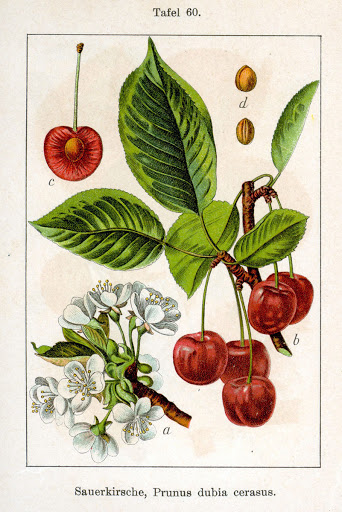 Tafel 60.
c
d
b
a
Sauerkirsche, Prunus dubia cerasus.